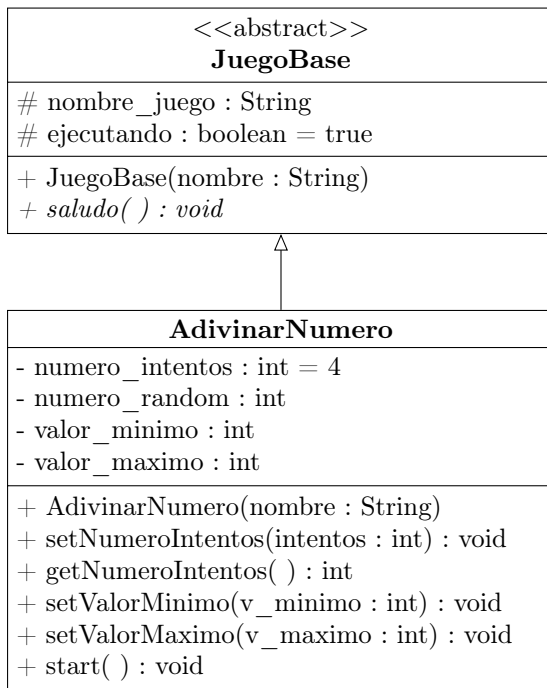 <<abstract>>
JuegoBase
# nombre_juego : String
# ejecutando : boolean = true
+ JuegoBase(nombre : String)
+ saludo( ) : void
AdivinarNumero
- numero_intentos : int = 4
- numero_random : int
- valor_minimo : int
- valor_maximo : int
+ AdivinarNumero(nombre : String)
+ setNumeroIntentos(intentos : int) : void
+ getNumeroIntentos( ) : int
+ setValorMinimo(v_minimo : int) : void
+ setValorMaximo(v_maximo : int) : void
+ start( ) : void